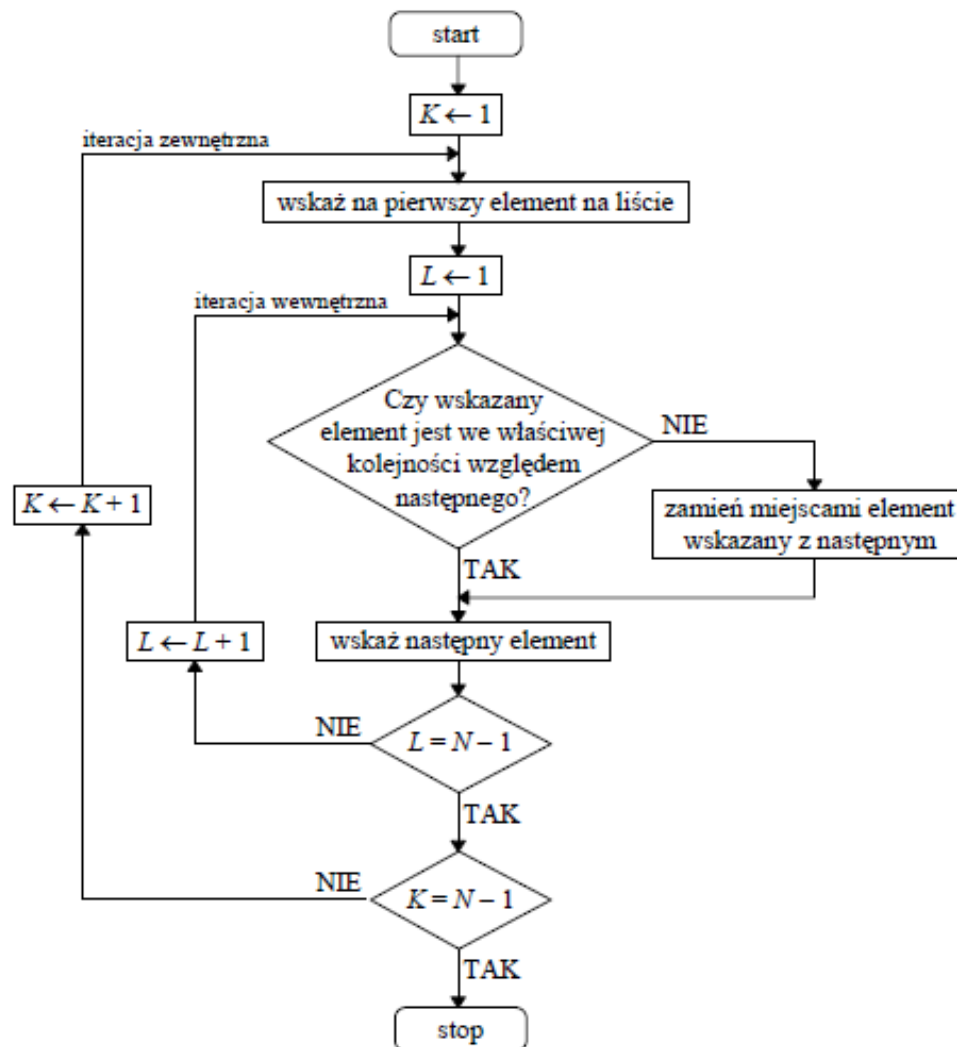 start
K ← 1
iteracja zewnętrzna
wskaż na pierwszy element na liście
L ← 1
iteracja wewnętrzna
Czy wskazany
element jest we właściwej
kolejności względem
następnego?
NIE
zamień miejscami element
wskazany z następnym
K ← K + 1
TAK
L ← L + 1
wskaż następny element
NIE
L = N – 1
TAK
NIE
K = N – 1
TAK
stop